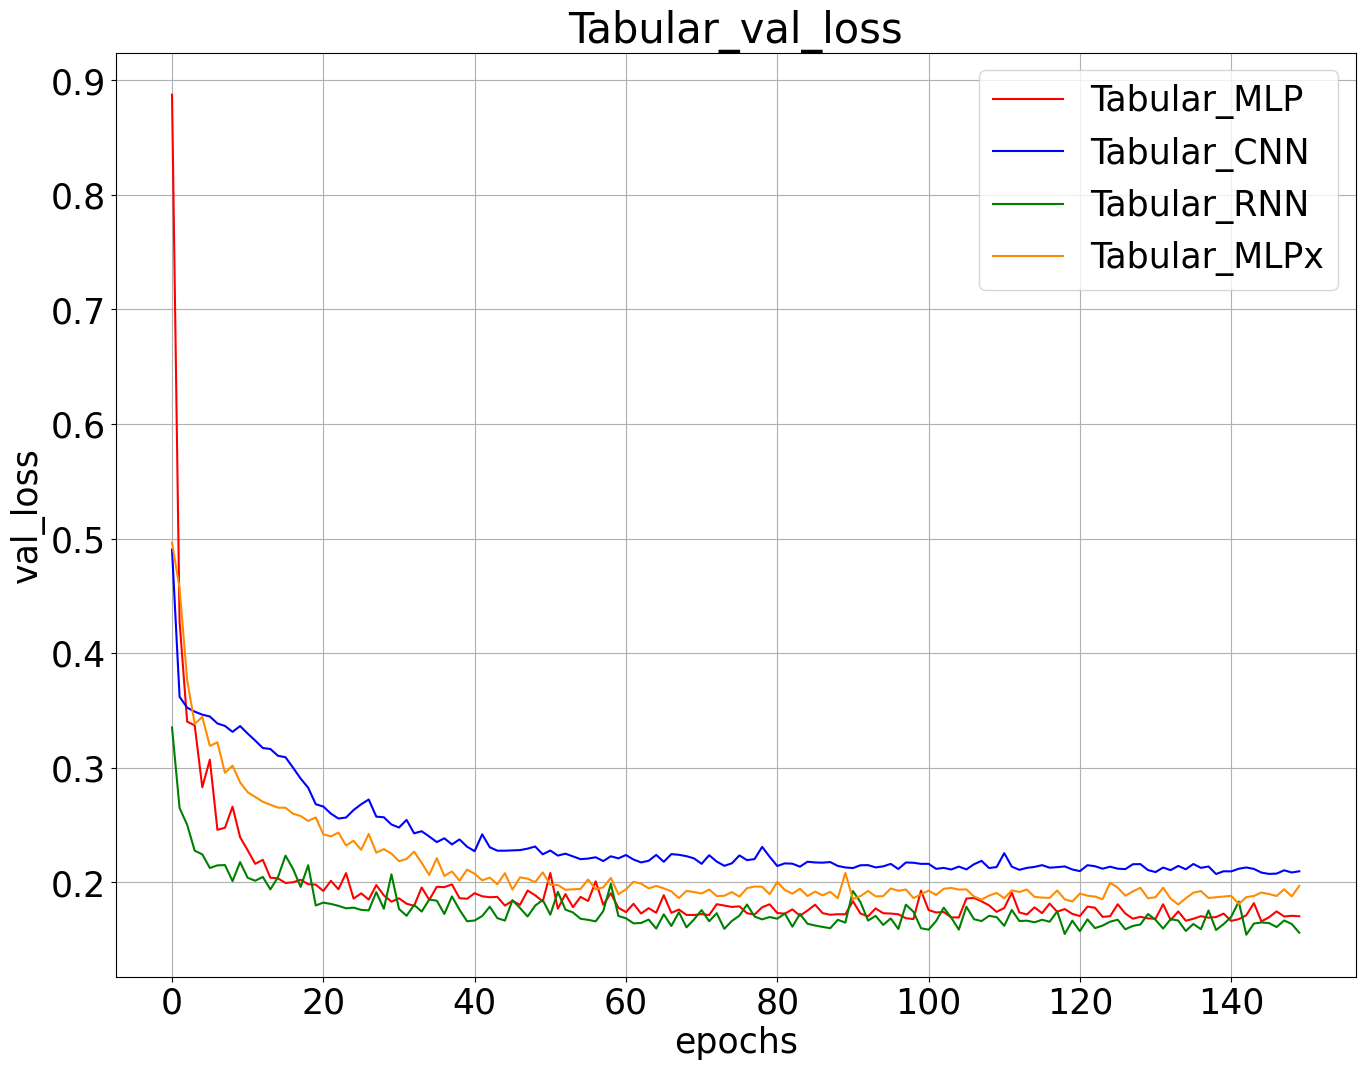 Tabular_val_loss
Tabular_MLP
Tabular_CNN
Tabular_RNN
Tabular_MLPx
val_loss
0.9
0.8
0.7
0.6
0.5
0.4
0.3
0.2
0 20 40 60 80 100 120 140
epochs